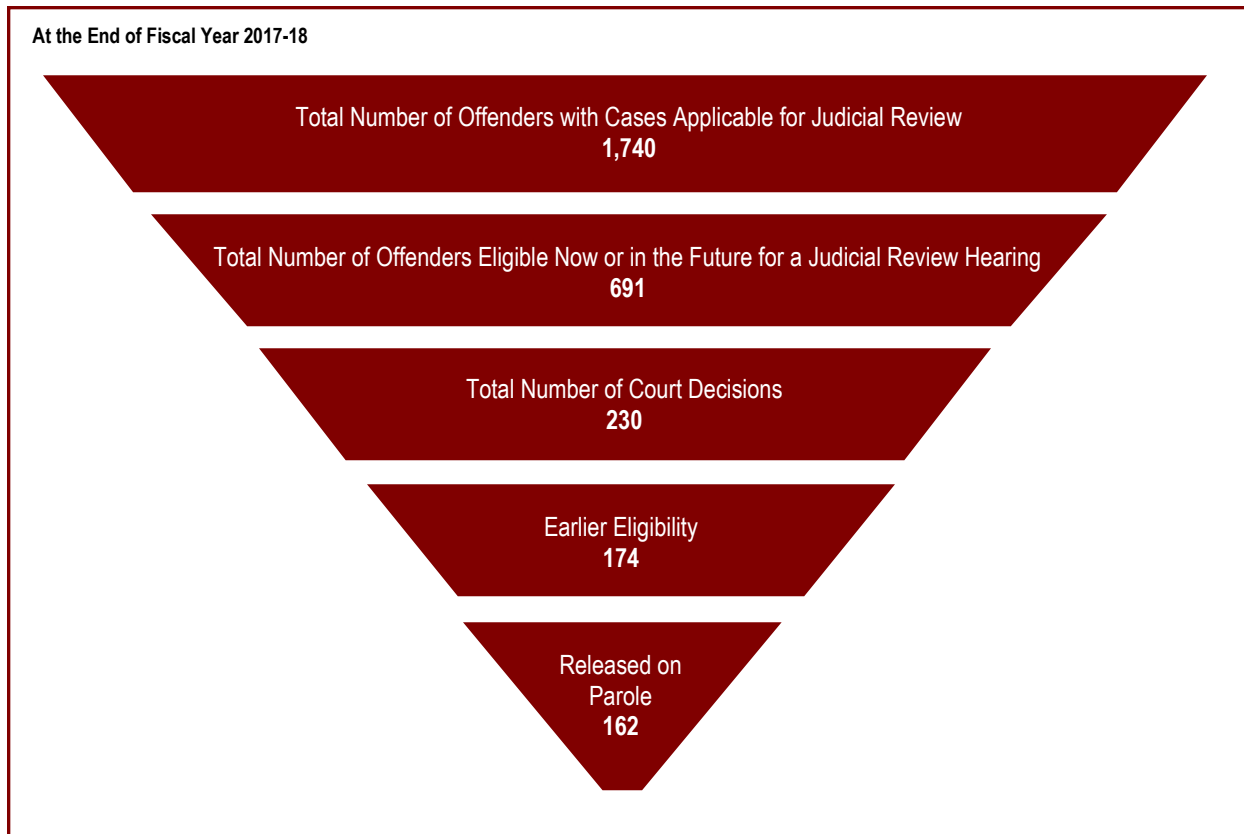 At the End of Fiscal Year 2017-18
Total Number of Offenders with Cases Applicable for Judicial Review
1,740
Total Number of Offenders Eligible Now or in the Future for a Judicial Review Hearing
691
Total Number of Court Decisions
230
Earlier Eligibility
174
Released on
Parole
162